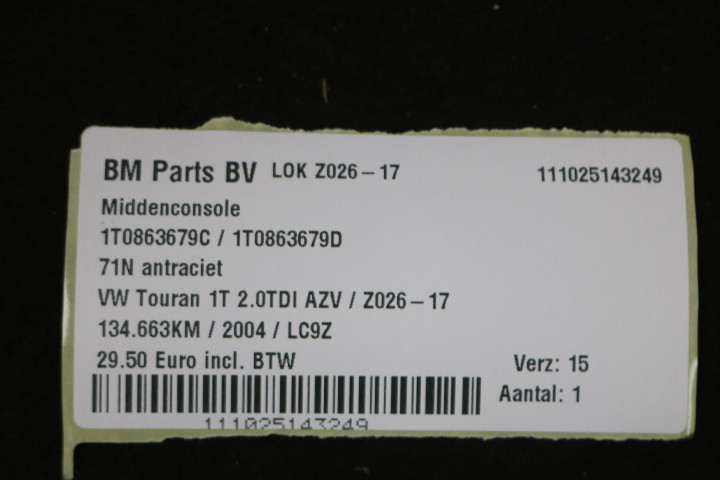 BM Parts BV LOK Z026-17 111025143249
Middenconsole
1T0863679C / 1T0863679D
71N antraciet
VW Touran 1T 2.0TDI AZV / Z026-17
134.663KM / 2004 / LC9Z
29.50 Euro incl. BTW Verz: 15
Aantal: 1
111025143249